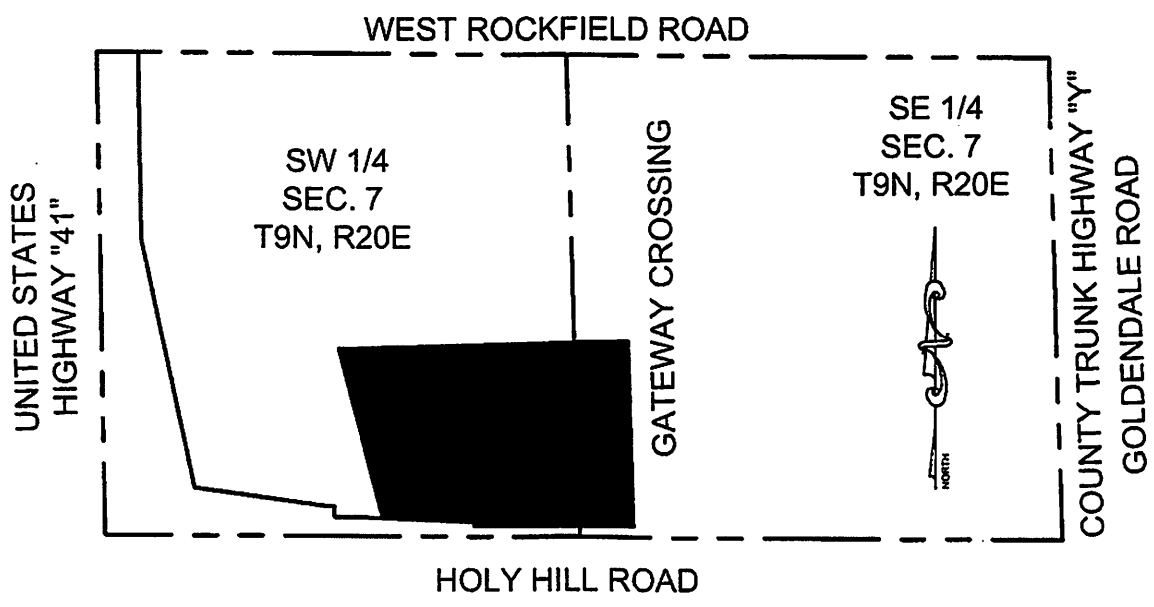 WEST ROCKFIELD ROAD
SW 1/4
SEC. 7
T9N, R20E
SE 1/4
SEC. 7
T9N, R20E
UNITED STATES
HIGHWAY "41"
GATEWAY CROSSING
COUNTY TRUNK HIGHWAY "Y"
GOLDENDALE ROAD
NORTH
HOLY HILL ROAD